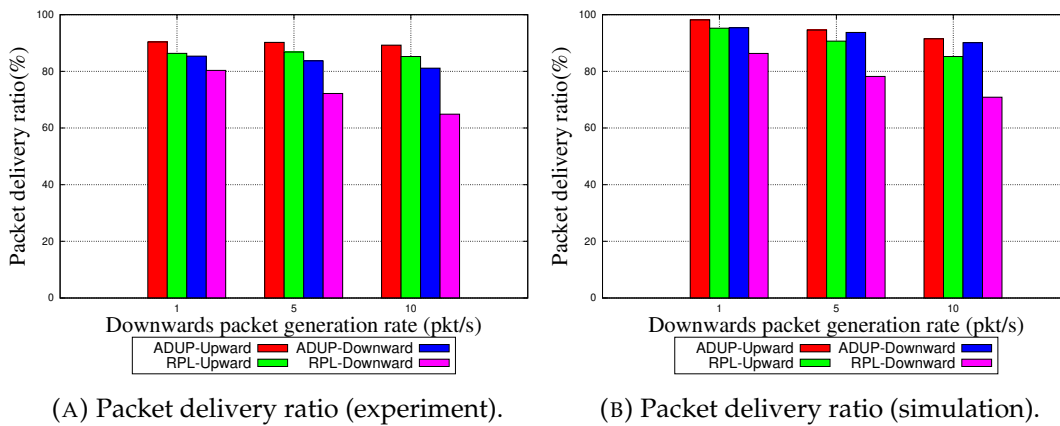 100
80
60
40
20
0
Packet delivery ratio(%)
1 5 10
Downwards packet generation rate (pkt/s)
ADUP-Upward ADUP-Downward
RPL-Upward RPL-Downward
(A) Packet delivery ratio (experiment).
100
80
60
40
20
0
Packet delivery ratio(%)
1 5 10
Downwards packet generation rate (pkt/s)
ADUP-Upward ADUP-Downward
RPL-Upward RPL-Downward
(B) Packet delivery ratio (simulation).